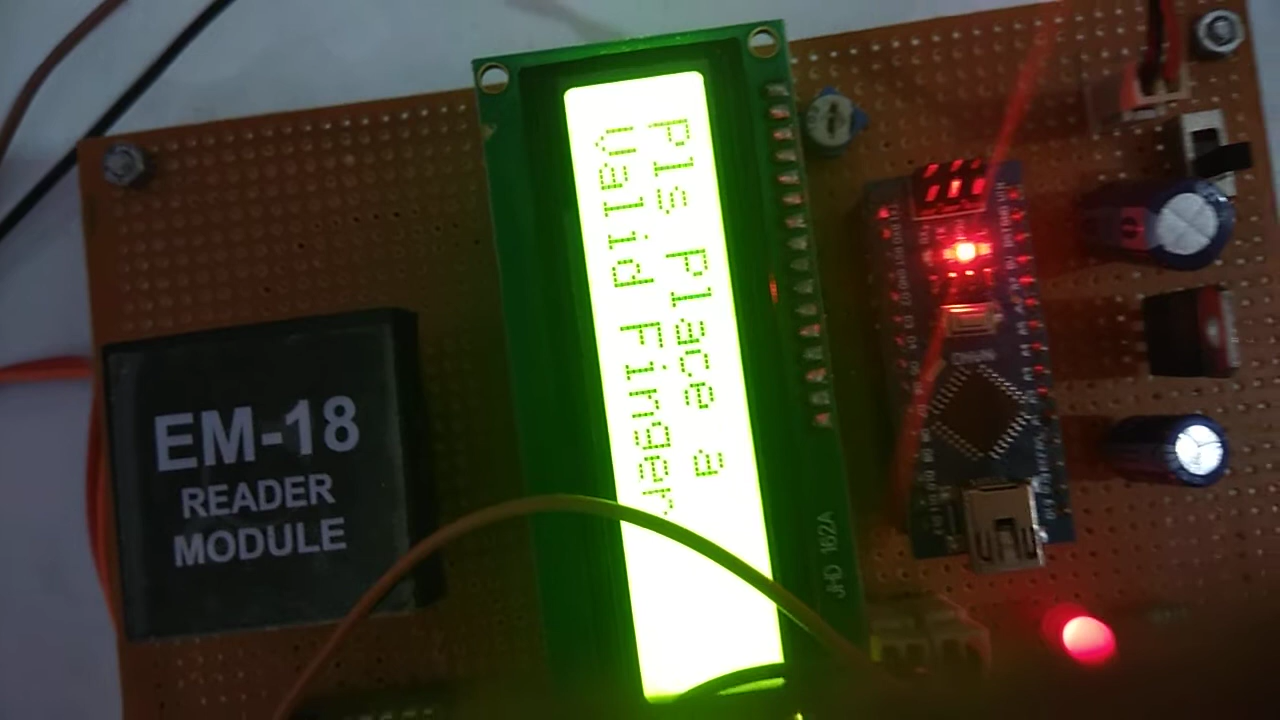 EM-18
READER
MODULE
Pls Place a
Valid Finger
JHD 162A